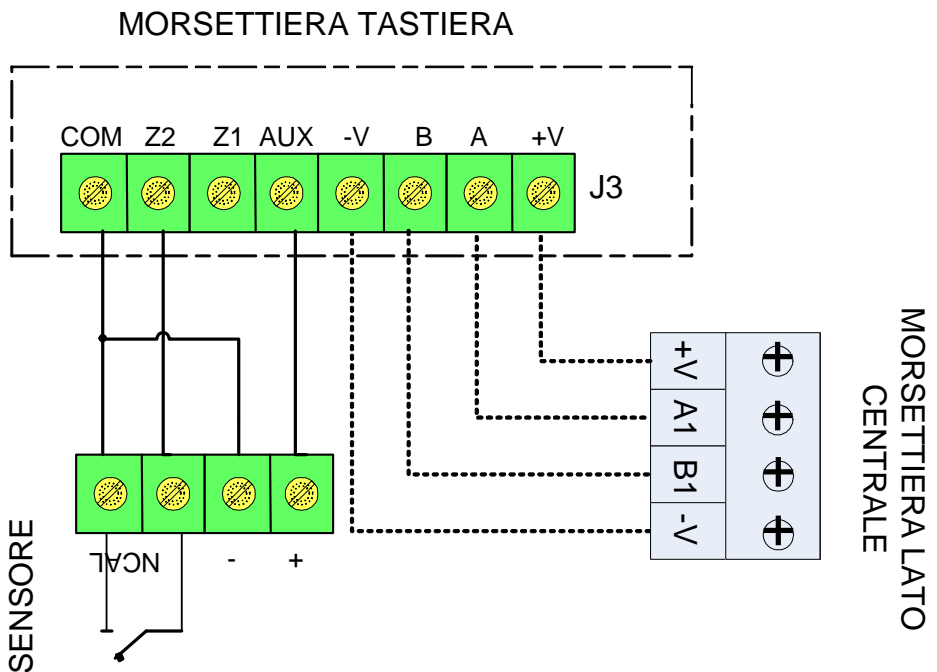 MORSETTIERA TASTIERA
COM Z2 Z1 AUX -V B A +V
J3
+V
A1
B1
-V
MORSETTIERA LATO
CENTRALE
SENSORE
NCAL - +